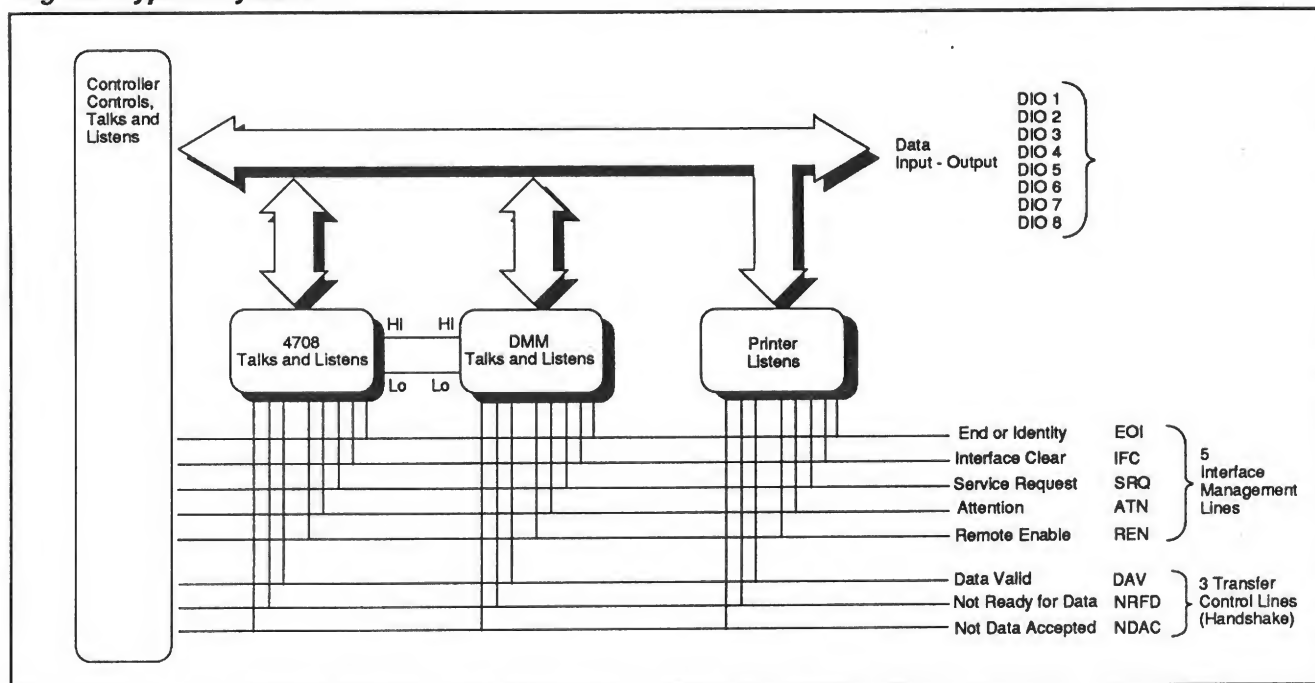 Controller
Controls,
Talks and
Listens
Data
Input - Output
DIO 1
DIO 2
DIO 3
DIO 4
DIO 5
DIO 6
DIO 7
DIO 8
4708
Talks and Listens
HI HI
Lo Lo
DMM
Talks and Listens
Printer
Listens
End or Identity EOI
Interface Clear IFC
Service Request SRQ
Attention ATN
Remote Enable REN
5
Interface
Management
Lines
Data Valid DAV
Not Ready for Data NRFD
Not Data Accepted NDAC
3 Transfer
Control Lines
(Handshake)